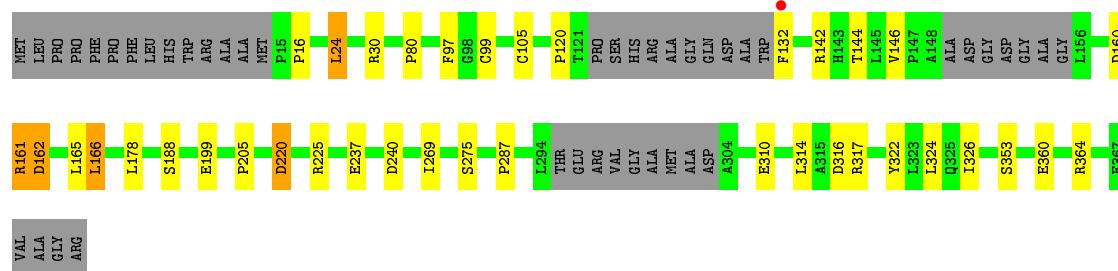 MET LEU PRO PRO PHE PRO PHE LEU HIS TRP ARG ALA ALA MET P15 P16 L24 R30 P80 F97 G98 C99 C105 P120 T121 PRO SER HIS ARG ALA GLY GLN ASP ALA TRP F132 R142 H143 T144 L145 V146 P147 A148 ALA ASP GLY ASP GLY ALA GLY L156 D160
R161 D162 L165 L166 L178 S188 E199 P205 D220 R225 E237 D240 I269 S275 P287 L294 THR GLU ARG VAL GLY ALA MET ALA ASP A304 E310 L314 A315 D316 R317 Y322 L323 L324 Q325 I326 S353 E360 R364 E367
VAL ALA GLY ARG